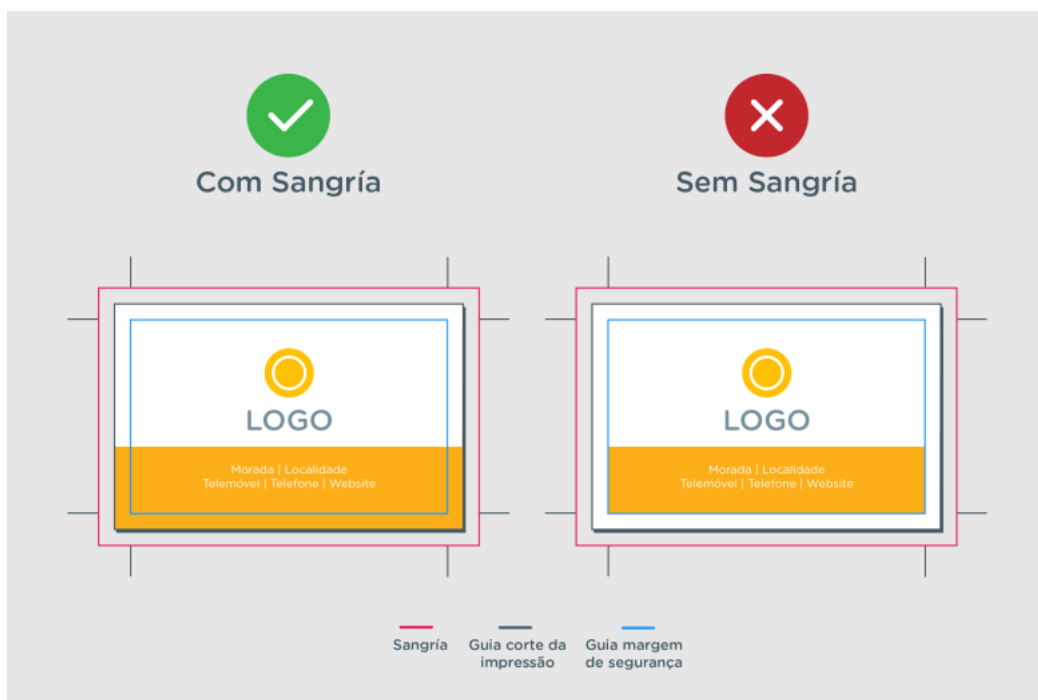 Com Sangría
Sem Sangría
LOGO
Morada | Localidade
Telemóvel | Telefone | Website
LOGO
Morada | Localidade
Telemóvel | Telefone | Website
Sangría
Guia corte da
impressão
Guia margem
de segurança